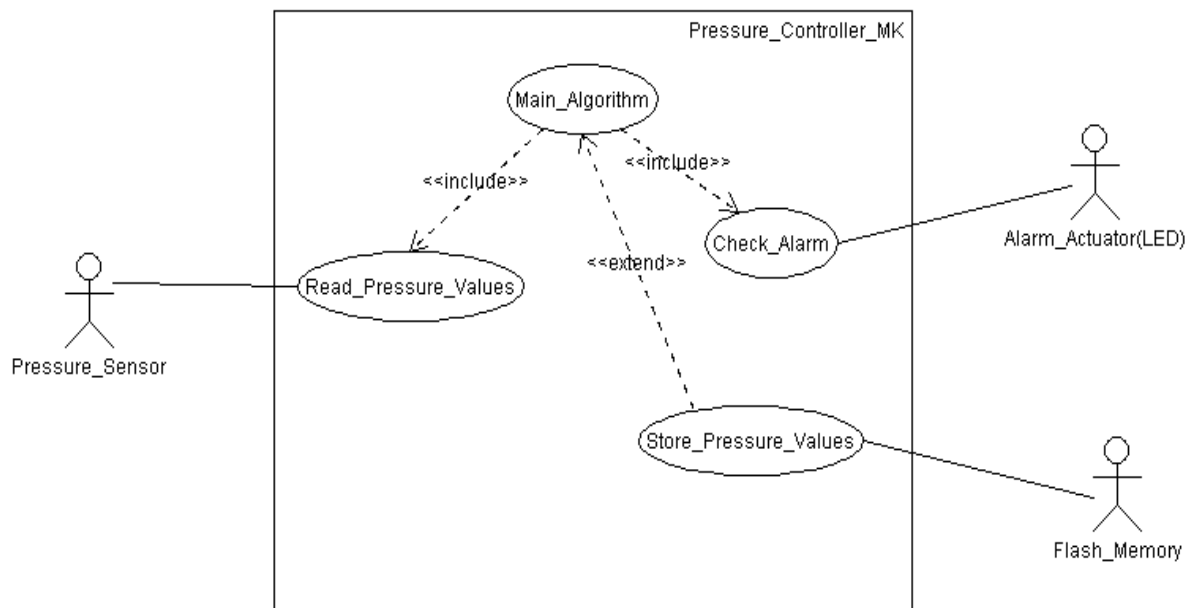 Pressure_Controller_MK
Main_Algorithm
<<include>>
<<include>>
Check_Alarm
Alarm_Actuator(LED)
<<extend>>
Read_Pressure_Values
Pressure_Sensor
Store_Pressure_Values
Flash_Memory